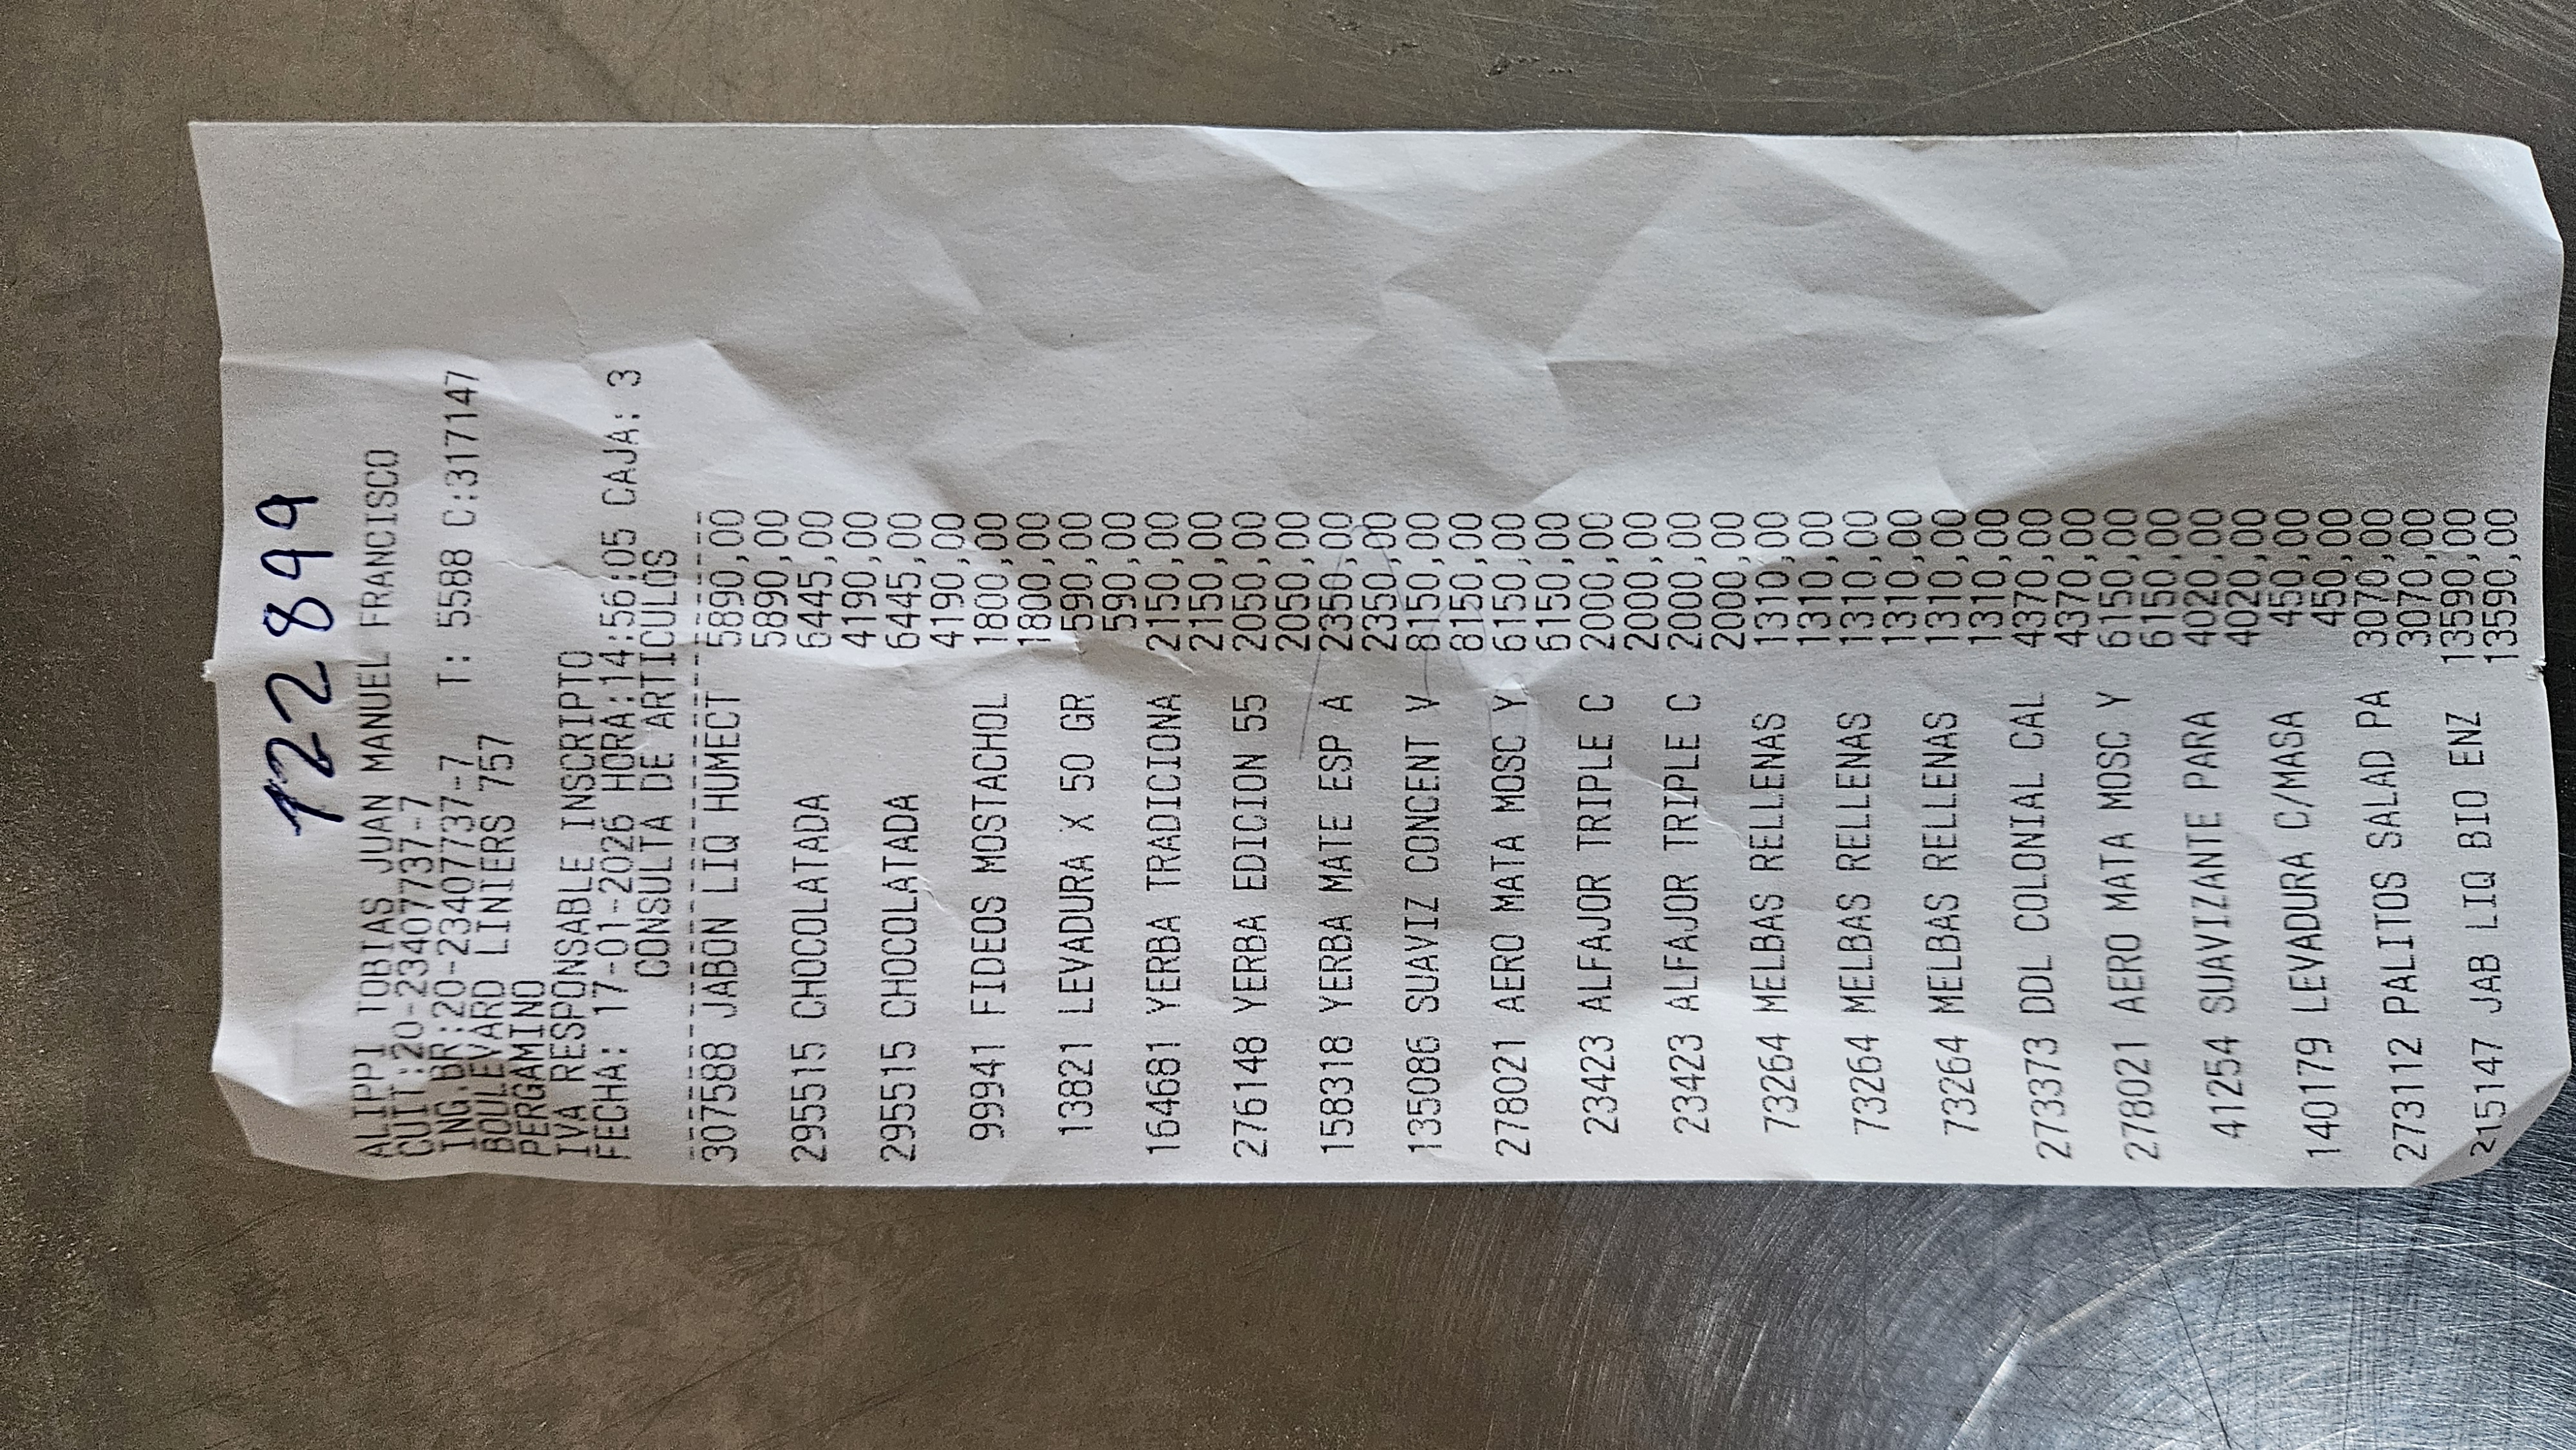 122899
ALIPPI TOBIAS JUAN MANUEL FRANCISCO
CUIT:20-23407737-7
ING.BR:20-23407737-7 T: 5588 C:317147
BOULEVARD LINIERS 757
PERGAMINO
IVA RESPONSABLE INSCRIPTO
FECHA: 17-01-2026 HORA:14:56:05 CAJA: 3
CONSULTA DE ARTICULOS
307588 JABON LIQ HUMECT 5890,00
5890,00
295515 CHOCOLATADA 6445,00
4190,00
295515 CHOCOLATADA 6445,00
4190,00
99941 FIDEOS MOSTACHOL 1800,00
1800,00
13821 LEVADURA X 50 GR 590,00
590,00
164681 YERBA TRADICIONA 2150,00
2150,00
276148 YERBA EDICION 55 2050,00
2050,00
158318 YERBA MATE ESP A 2350,00
2350,00
135086 SUAVIZ CONCENT V 8150,00
8150,00
278021 AERO MATA MOSC Y 6150,00
6150,00
23423 ALFAJOR TRIPLE C 2000,00
2000,00
23423 ALFAJOR TRIPLE C 2000,00
2000,00
73264 MELBAS RELLENAS 1310,00
1310,00
73264 MELBAS RELLENAS 1310,00
1310,00
73264 MELBAS RELLENAS 1310,00
1310,00
273373 DDL COLONIAL CAL 4370,00
4370,00
278021 AERO MATA MOSC Y 6150,00
6150,00
41254 SUAVIZANTE PARA 4020,00
4020,00
140179 LEVADURA C/MASA 450,00
450,00
273112 PALITOS SALAD PA 3070,00
3070,00
215147 JAB LIQ BIO ENZ 13590,00
13590,00